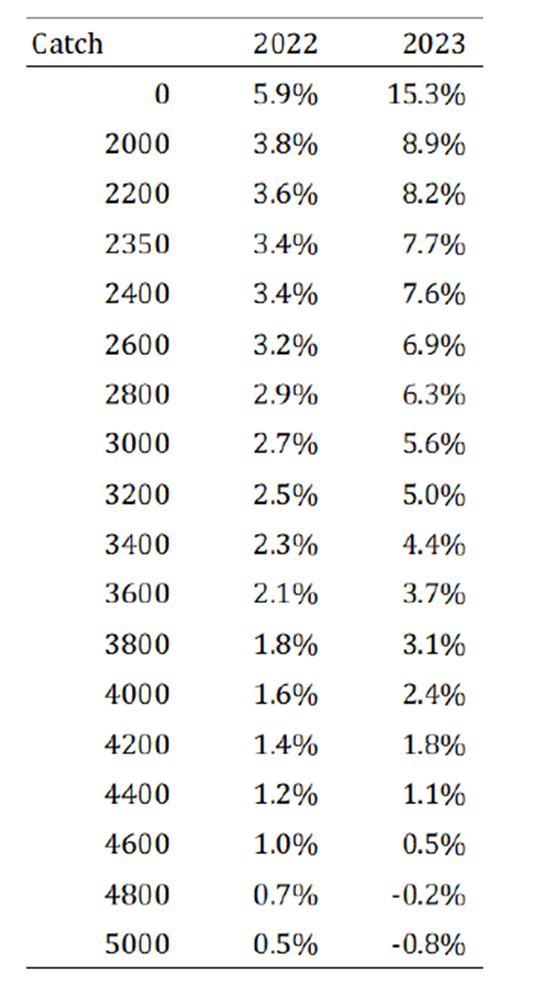 Catch 2022 2023
0 5.9% 15.3%
2000 3.8% 8.9%
2200 3.6% 8.2%
2350 3.4% 7.7%
2400 3.4% 7.6%
2600 3.2% 6.9%
2800 2.9% 6.3%
3000 2.7% 5.6%
3200 2.5% 5.0%
3400 2.3% 4.4%
3600 2.1% 3.7%
3800 1.8% 3.1%
4000 1.6% 2.4%
4200 1.4% 1.8%
4400 1.2% 1.1%
4600 1.0% 0.5%
4800 0.7% -0.2%
5000 0.5% -0.8%